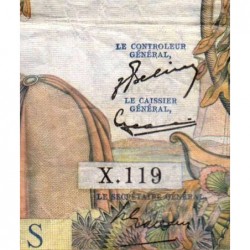 LE CONTROLEUR
GÉNÉRAL,
LE CAISSIER
GÉNÉRAL,
X.119
LE SECRÉTAIRE GÉNÉRAL,
S